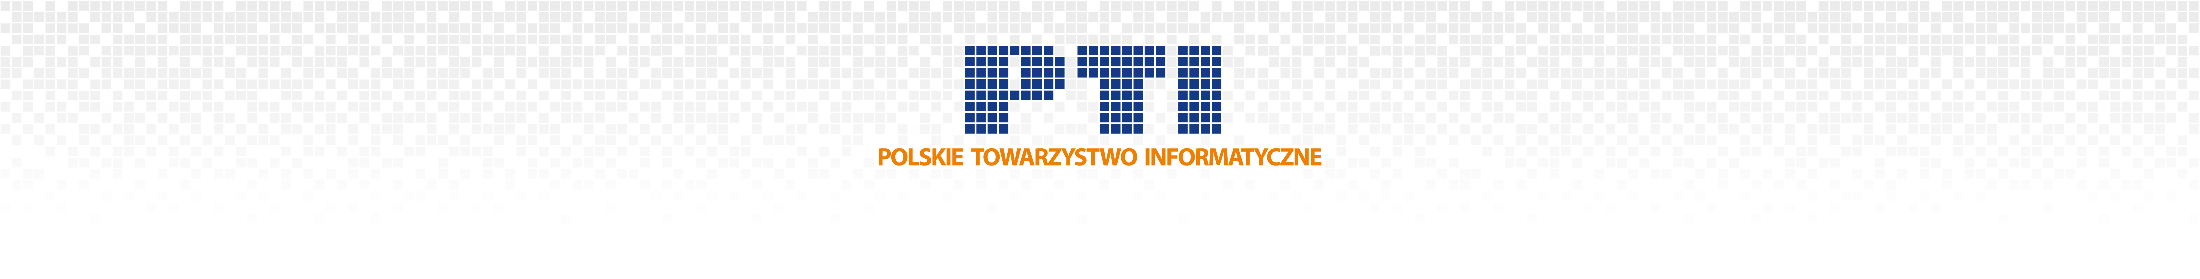 PTI
POLSKIE TOWARZYSTWO INFORMATYCZNE